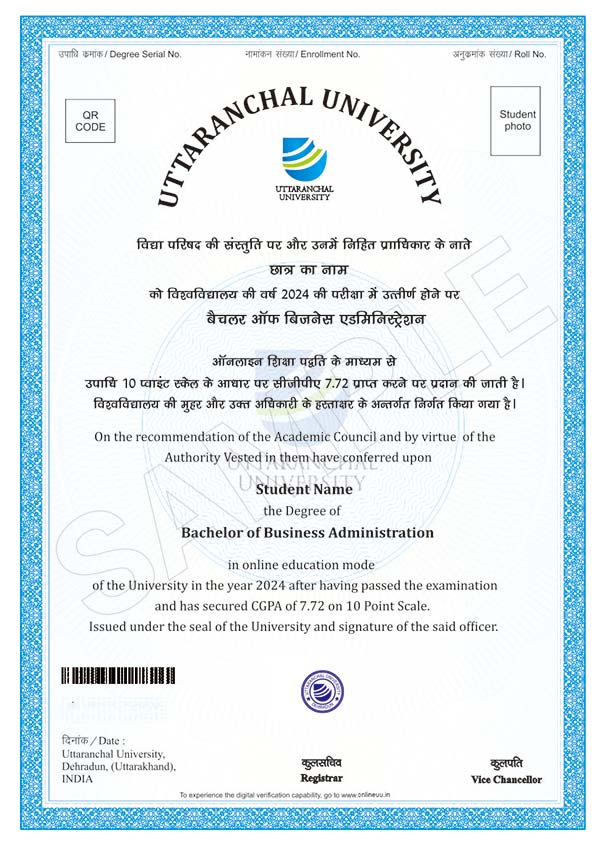 उपाधि क्रमांक / Degree Serial No. नामांकन संख्या / Enrollment No. अनुक्रमांक संख्या / Roll No.
QR
CODE
Student
photo
UTTARANCHAL UNIVERSITY
UTTARANCHAL
UNIVERSITY
विद्या परिषद की संस्तुति पर और उनमें निहित प्रााधिकार के नाते
छात्र का नाम
को विश्वविद्यालय की वर्ष 2024 की परीक्षा में उत्तीर्ण होने पर
बैचलर ऑफ बिजनेस एडमिनिस्ट्रेशन
ऑनलाइन शिक्षा पद्वति के माध्यम से
उपाधि 10 प्वाइंट स्केल के आधार पर सीजीपीए 7.72 प्राप्त करने पर प्रदान की जाती है।
विश्वविद्यालय की मुहर और उक्त अधिकारी के हस्ताक्षर के अन्तर्गत निर्गत किया गया है।
On the recommendation of the Academic Council and by virtue of the
Authority Vested in them have conferred upon
UTTARANCHAL
UNIVERSITY
Student Name
the Degree of
Bachelor of Business Administration
in online education mode
of the University in the year 2024 after having passed the examination
and has secured CGPA of 7.72 on 10 Point Scale.
Issued under the seal of the University and signature of the said officer.
SAMPLE
UTTARANCHAL UNIVERSITY
DEHRADUN
दिनांक / Date :
Uttaranchal University,
Dehradun, (Uttarakhand),
INDIA
कुलसचिव
Registrar
कुलपति
Vice Chancellor
To experience the digital verification capability, go to www.onlineuu.in